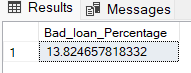 Results Messages
Bad_loan_Percentage
1 13.824657818332